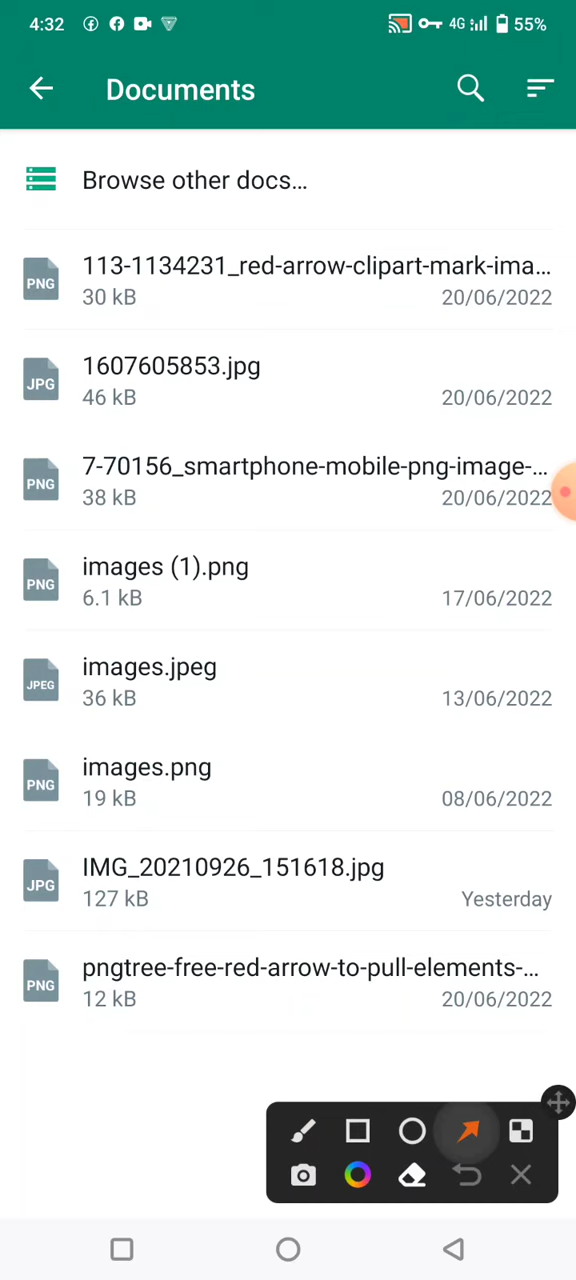 4:32
4G
55%
Documents
Browse other docs...
PNG
113-1134231_red-arrow-clipart-mark-ima...
30 kB
20/06/2022
JPG
1607605853.jpg
46 kB
20/06/2022
PNG
7-70156_smartphone-mobile-png-image-...
38 kB
20/06/2022
PNG
images (1).png
6.1 kB
17/06/2022
JPEG
images.jpeg
36 kB
13/06/2022
PNG
images.png
19 kB
08/06/2022
JPG
IMG_20210926_151618.jpg
127 kB
Yesterday
PNG
pngtree-free-red-arrow-to-pull-elements-...
12 kB
20/06/2022